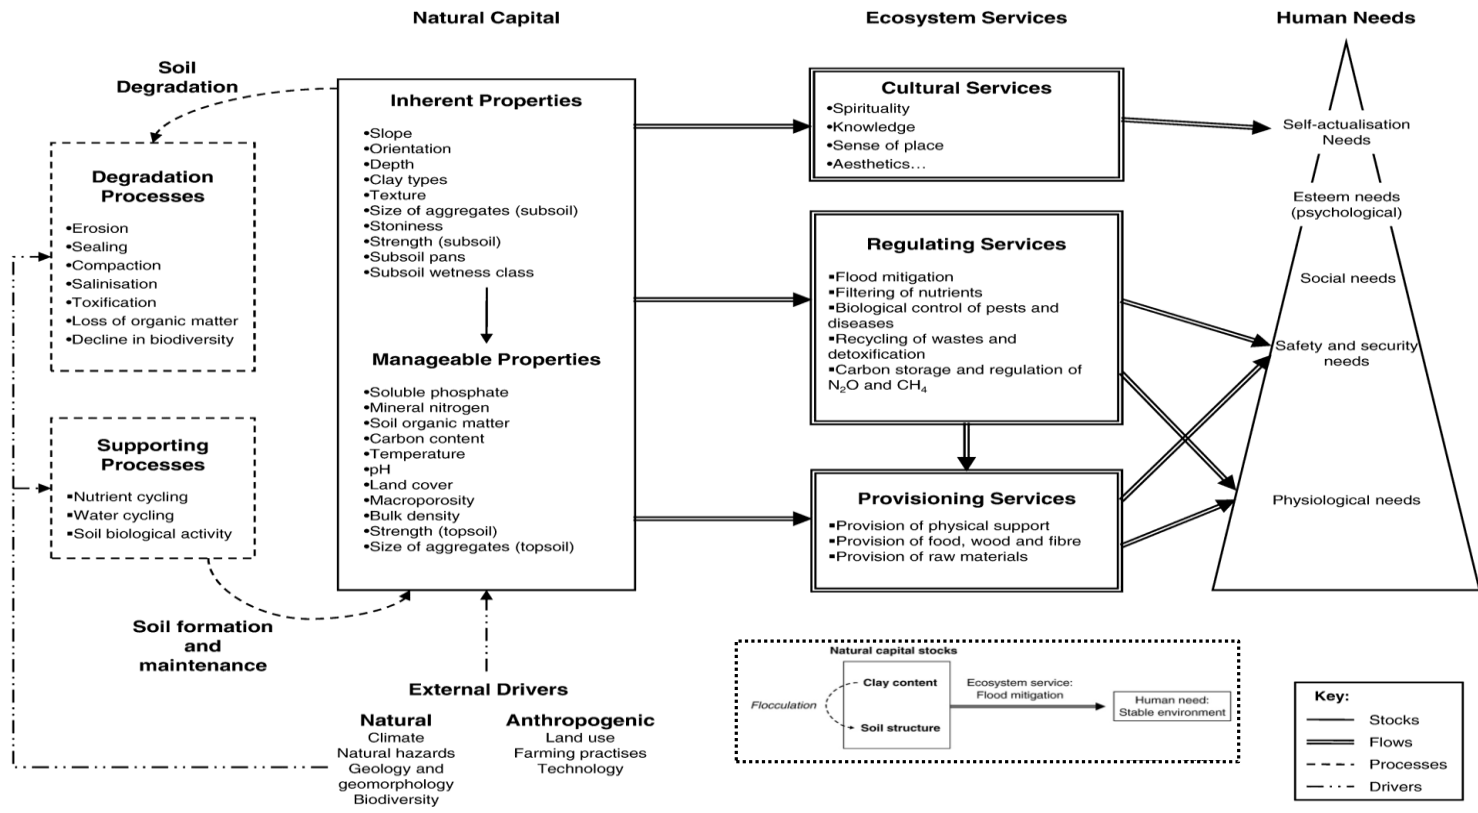 Natural Capital
Ecosystem Services
Human Needs
Soil
Degradation
Degradation
Processes
•Erosion
•Sealing
•Compaction
•Salinisation
•Toxification
•Loss of organic matter
•Decline in biodiversity
Supporting
Processes
▪Nutrient cycling
▪Water cycling
▪Soil biological activity
Soil formation
and
maintenance
Inherent Properties
•Slope
•Orientation
•Depth
•Clay types
•Texture
•Size of aggregates (subsoil)
•Stoniness
•Strength (subsoil)
•Subsoil pans
•Subsoil wetness class
Manageable Properties
•Soluble phosphate
•Mineral nitrogen
•Soil organic matter
•Carbon content
•Temperature
•pH
•Land cover
•Macroporosity
•Bulk density
•Strength (topsoil)
•Size of aggregates (topsoil)
External Drivers
Natural
Climate
Natural hazards
Geology and
geomorphology
Biodiversity
Anthropogenic
Land use
Farming practises
Technology
Cultural Services
•Spirituality
•Knowledge
•Sense of place
•Aesthetics…
Regulating Services
▪Flood mitigation
▪Filtering of nutrients
▪Biological control of pests and
diseases
▪Recycling of wastes and
detoxification
▪Carbon storage and regulation of
N₂O and CH₄
Provisioning Services
▪Provision of physical support
▪Provision of food, wood and fibre
▪Provision of raw materials
Self-actualisation
Needs
Esteem needs
(psychological)
Social needs
Safety and security
needs
Physiological needs
Natural capital stocks
Clay content
Flocculation
Soil structure
Ecosystem service:
Flood mitigation
Human need:
Stable environment
Key:
Stocks
Flows
Processes
Drivers